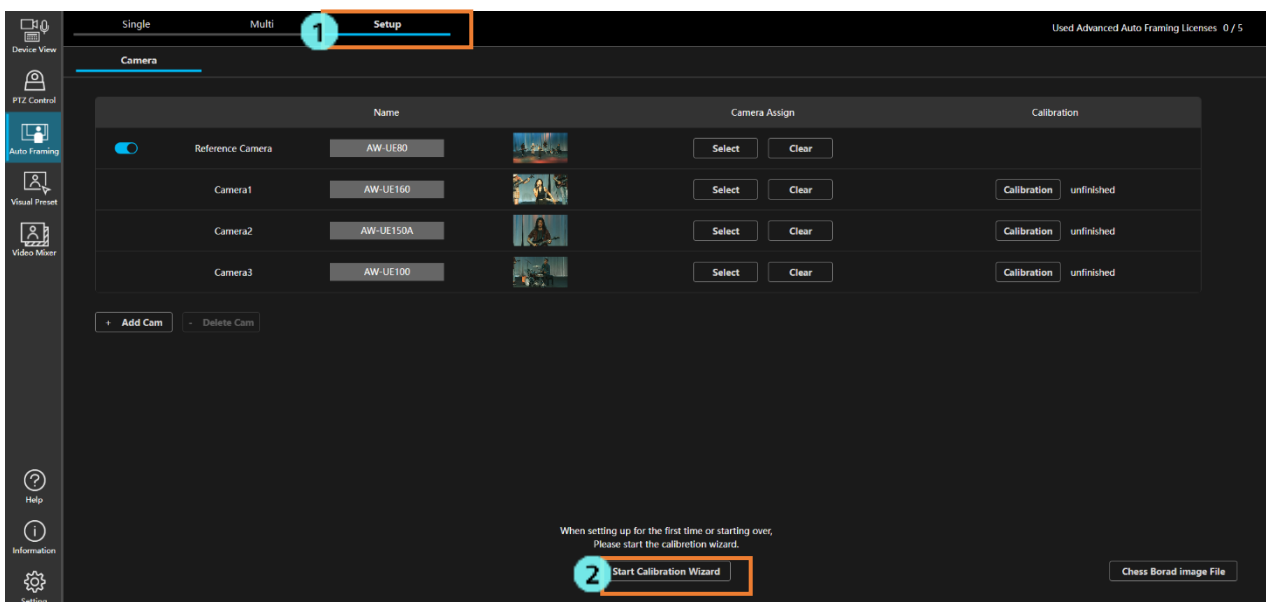 Single
Multi
1
Setup
Used Advanced Auto Framing Licenses 0 / 5
Device View
Camera
PTZ Control
Name
Camera Assign
Calibration
Auto Framing
Reference Camera
AW-UE80
Select
Clear
Camera1
AW-UE160
Select
Clear
Calibration
unfinished
Visual Preset
Camera2
AW-UE150A
Select
Clear
Calibration
unfinished
Video Mixer
Camera3
AW-UE100
Select
Clear
Calibration
unfinished
+ Add Cam
- Delete Cam
Help
Information
Setting
When setting up for the first time or starting over,
Please start the calibretion wizard.
2
Start Calibration Wizard
Chess Borad image File